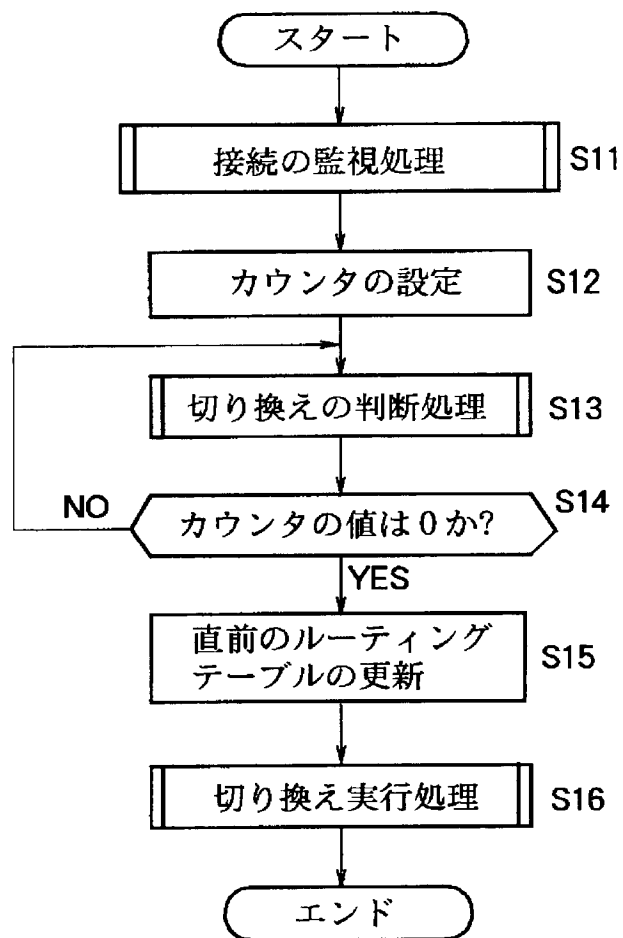 スタート
接続の監視処理
S11
カウンタの設定
S12
切り換えの判断処理
S13
カウンタの値は0か?
S14
NO
YES
直前のルーティング
テーブルの更新
S15
切り換え実行処理
S16
エンド